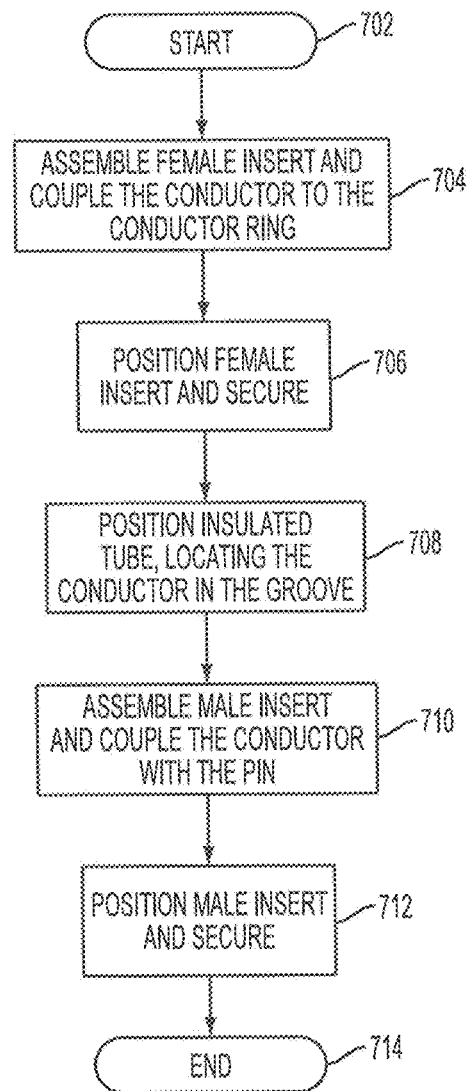 START
702
ASSEMBLE FEMALE INSERT AND
COUPLE THE CONDUCTOR TO THE
CONDUCTOR RING
704
POSITION FEMALE
INSERT AND SECURE
706
POSITION INSULATED
TUBE, LOCATING THE
CONDUCTOR IN THE GROOVE
708
ASSEMBLE MALE INSERT
AND COUPLE THE CONDUCTOR
WITH THE PIN
710
POSITION MALE INSERT
AND SECURE
712
END
714